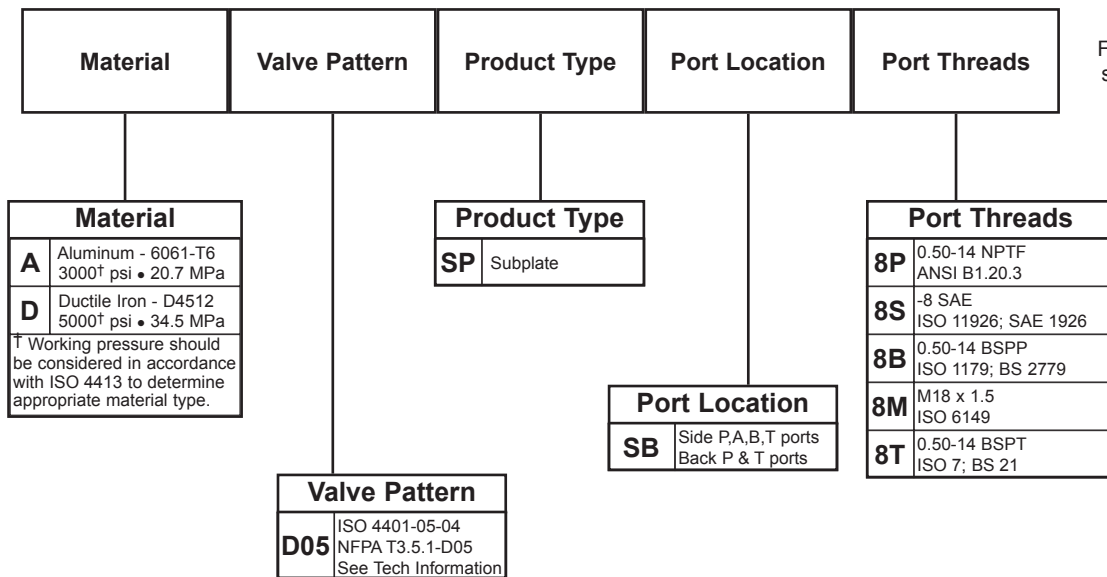 Material
Valve Pattern
Product Type
Port Location
Port Threads
Material
A
Aluminum - 6061-T6
3000† psi • 20.7 MPa
D
Ductile Iron - D4512
5000† psi • 34.5 MPa
† Working pressure should
be considered in accordance
with ISO 4413 to determine
appropriate material type.
Valve Pattern
D05
ISO 4401-05-04
NFPA T3.5.1-D05
See Tech Information
Product Type
SP
Subplate
Port Location
SB
Side P,A,B,T ports
Back P & T ports
Port Threads
8P
0.50-14 NPTF
ANSI B1.20.3
8S
-8 SAE
ISO 11926; SAE 1926
8B
0.50-14 BSPP
ISO 1179; BS 2779
8M
M18 x 1.5
ISO 6149
8T
0.50-14 BSPT
ISO 7; BS 21